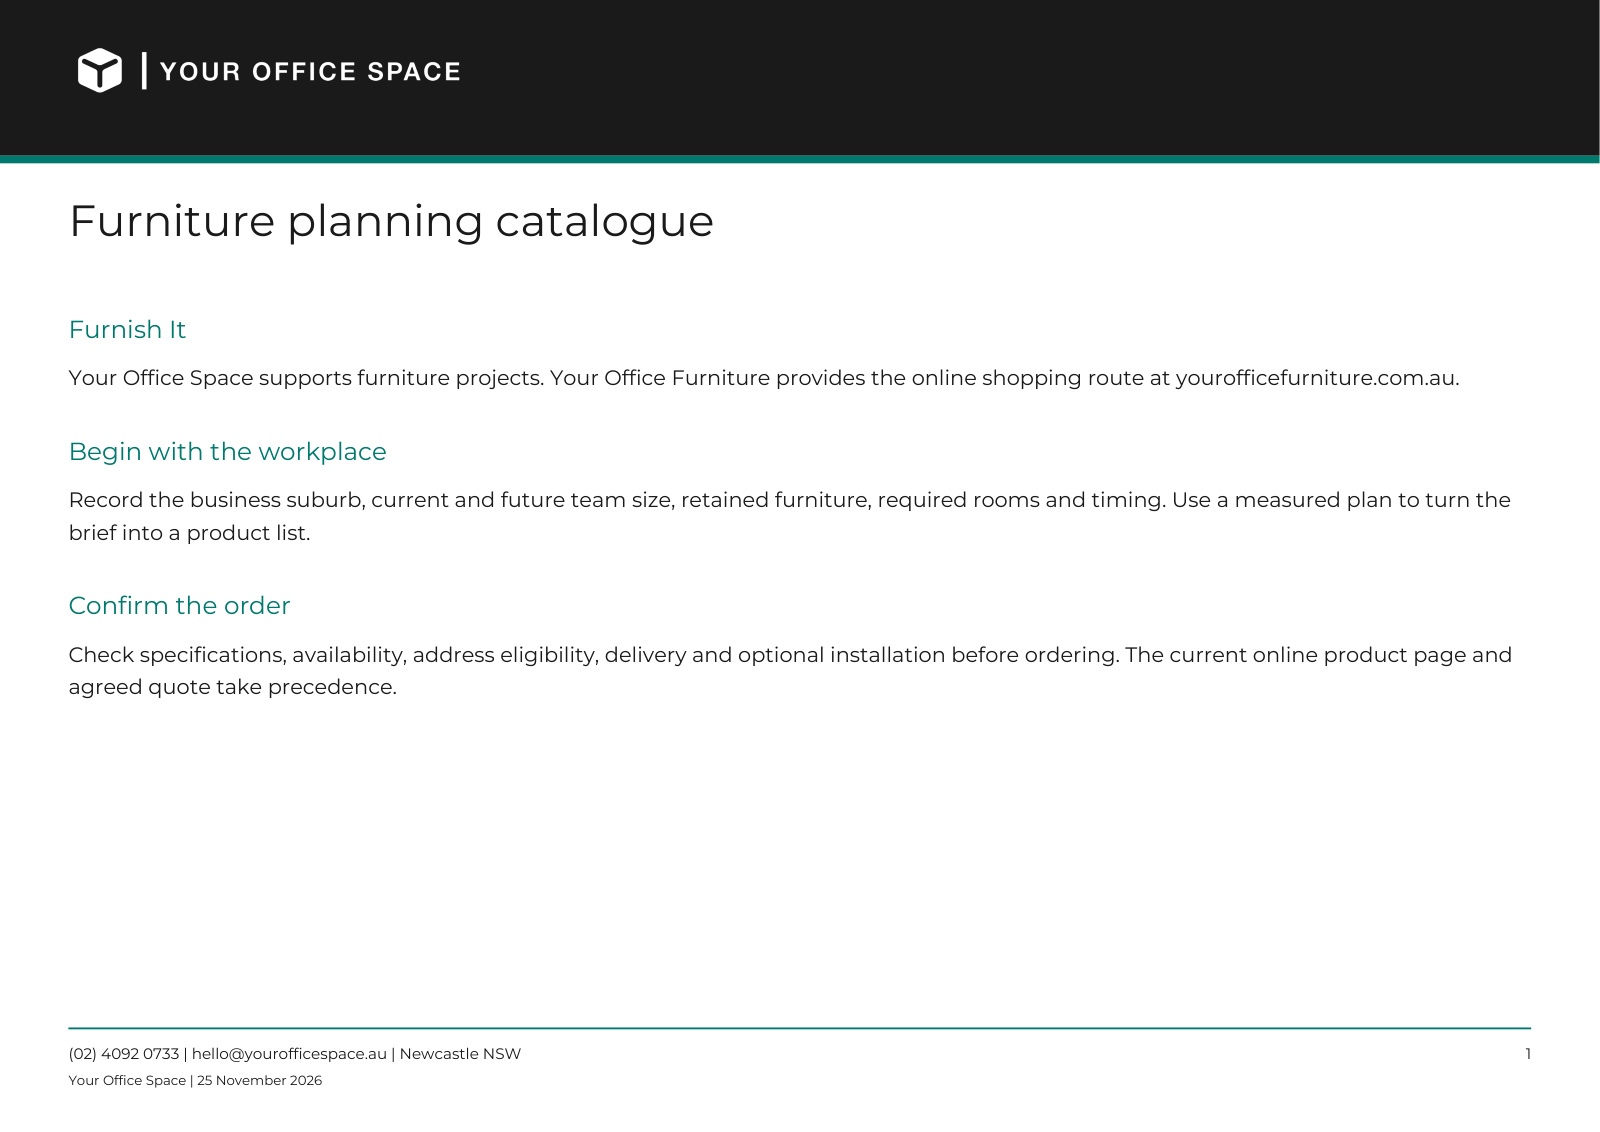 YOUR OFFICE SPACE
Furniture planning catalogue
Furnish It
Your Office Space supports furniture projects. Your Office Furniture provides the online shopping route at yourofficefurniture.com.au.
Begin with the workplace
Record the business suburb, current and future team size, retained furniture, required rooms and timing. Use a measured plan to turn the
brief into a product list.
Confirm the order
Check specifications, availability, address eligibility, delivery and optional installation before ordering. The current online product page and
agreed quote take precedence.
(02) 4092 0733 | hello@yourofficespace.au | Newcastle NSW
1
Your Office Space | 25 November 2026